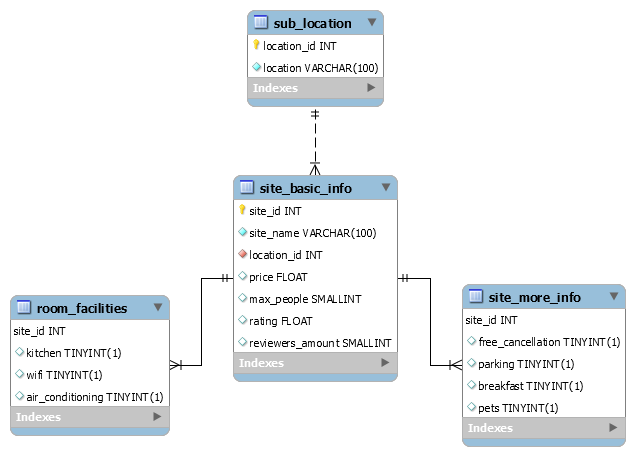 sub_location
location_id INT
location VARCHAR(100)
Indexes
site_basic_info
site_id INT
site_name VARCHAR(100)
location_id INT
price FLOAT
max_people SMALLINT
rating FLOAT
reviewers_amount SMALLINT
Indexes
room_facilities
site_id INT
kitchen TINYINT(1)
wifi TINYINT(1)
air_conditioning TINYINT(1)
Indexes
site_more_info
site_id INT
free_cancellation TINYINT(1)
parking TINYINT(1)
breakfast TINYINT(1)
pets TINYINT(1)
Indexes